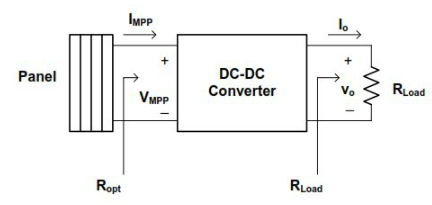 I_MPP
I_o
Panel
+
V_MPP
−
DC-DC
Converter
+
v_o
−
R_Load
R_opt
R_Load